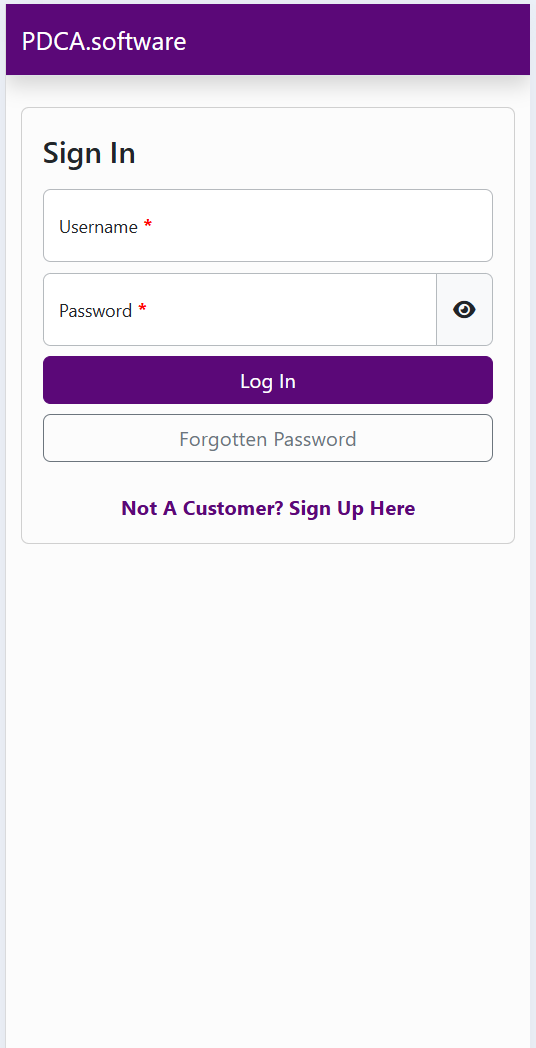 PDCA.software
Sign In
Username *
Password *
Log In
Forgotten Password
Not A Customer? Sign Up Here